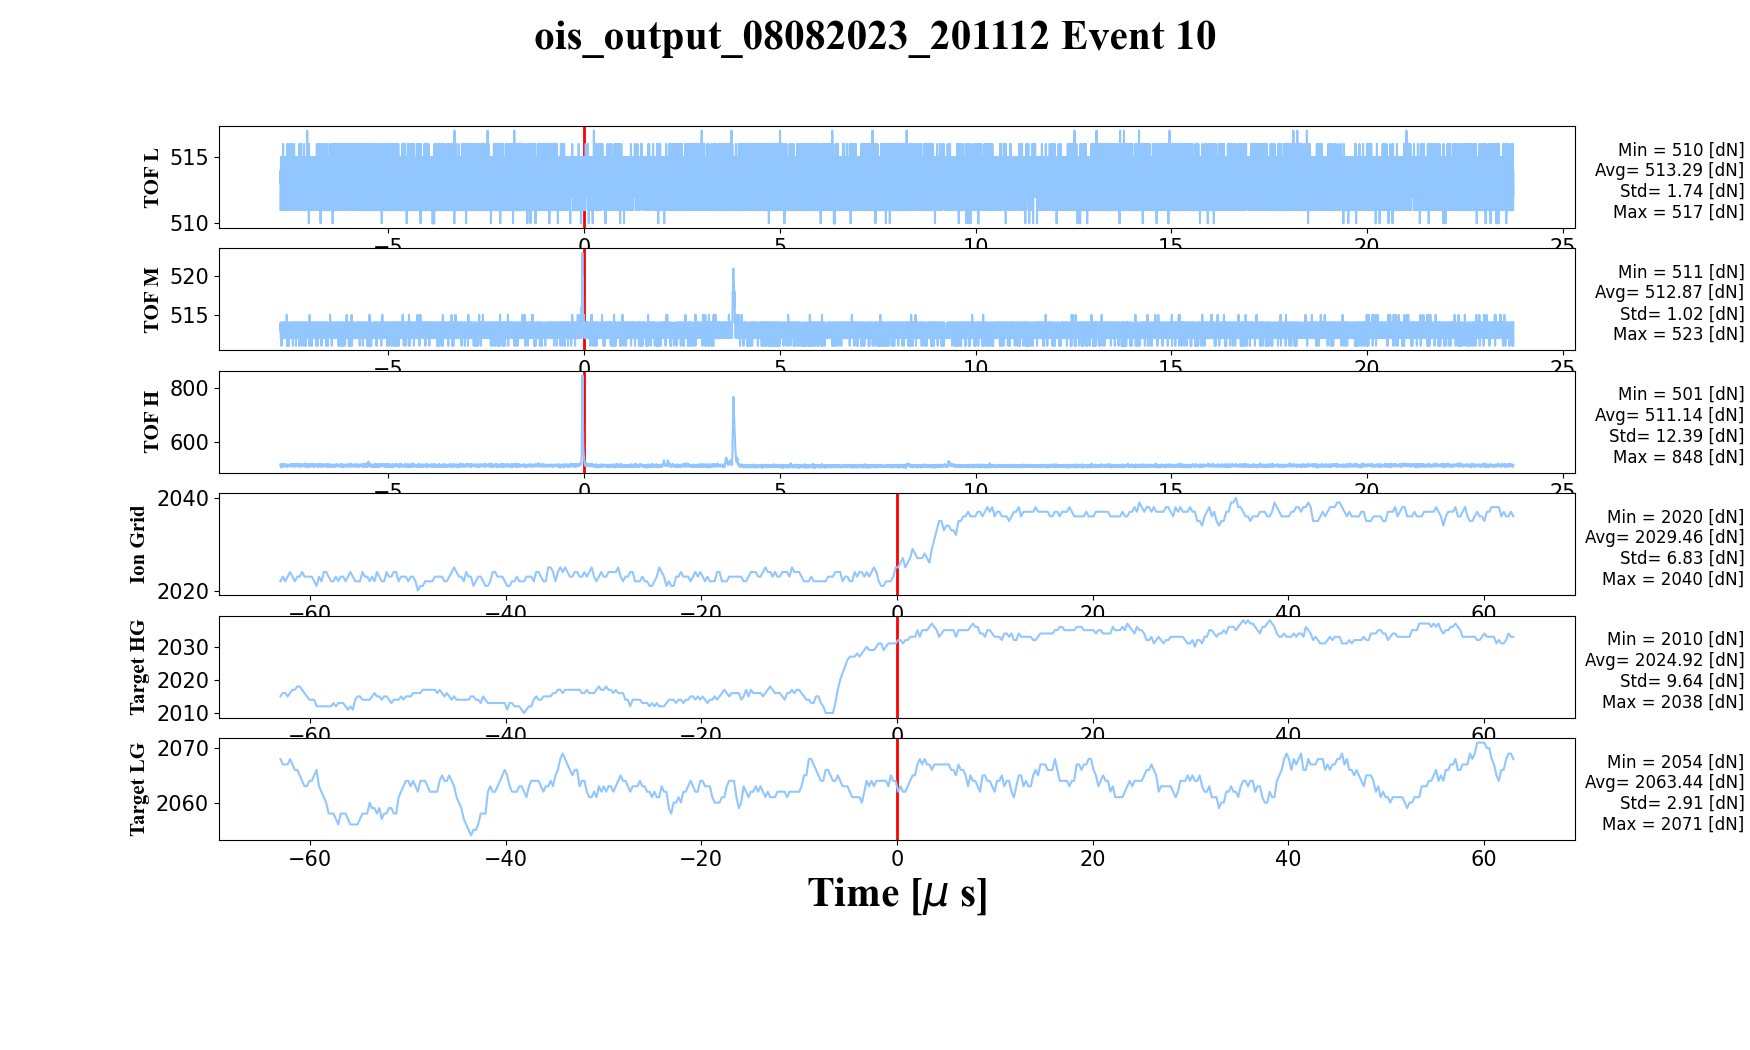 ois_output_08082023_201112 Event 10
TOF L
515
510
−5
0
5
10
15
20
25
Min = 510 [dN]
Avg= 513.29 [dN]
Std= 1.74 [dN]
Max = 517 [dN]
TOF M
520
515
−5
0
5
10
15
20
25
Min = 511 [dN]
Avg= 512.87 [dN]
Std= 1.02 [dN]
Max = 523 [dN]
TOF H
800
600
−5
0
5
10
15
20
25
Min = 501 [dN]
Avg= 511.14 [dN]
Std= 12.39 [dN]
Max = 848 [dN]
Ion Grid
2040
2020
−60
−40
−20
0
20
40
60
Min = 2020 [dN]
Avg= 2029.46 [dN]
Std= 6.83 [dN]
Max = 2040 [dN]
Target HG
2030
2020
2010
−60
−40
−20
0
20
40
60
Min = 2010 [dN]
Avg= 2024.92 [dN]
Std= 9.64 [dN]
Max = 2038 [dN]
Target LG
2070
2060
−60
−40
−20
0
20
40
60
Min = 2054 [dN]
Avg= 2063.44 [dN]
Std= 2.91 [dN]
Max = 2071 [dN]
Time [μ s]